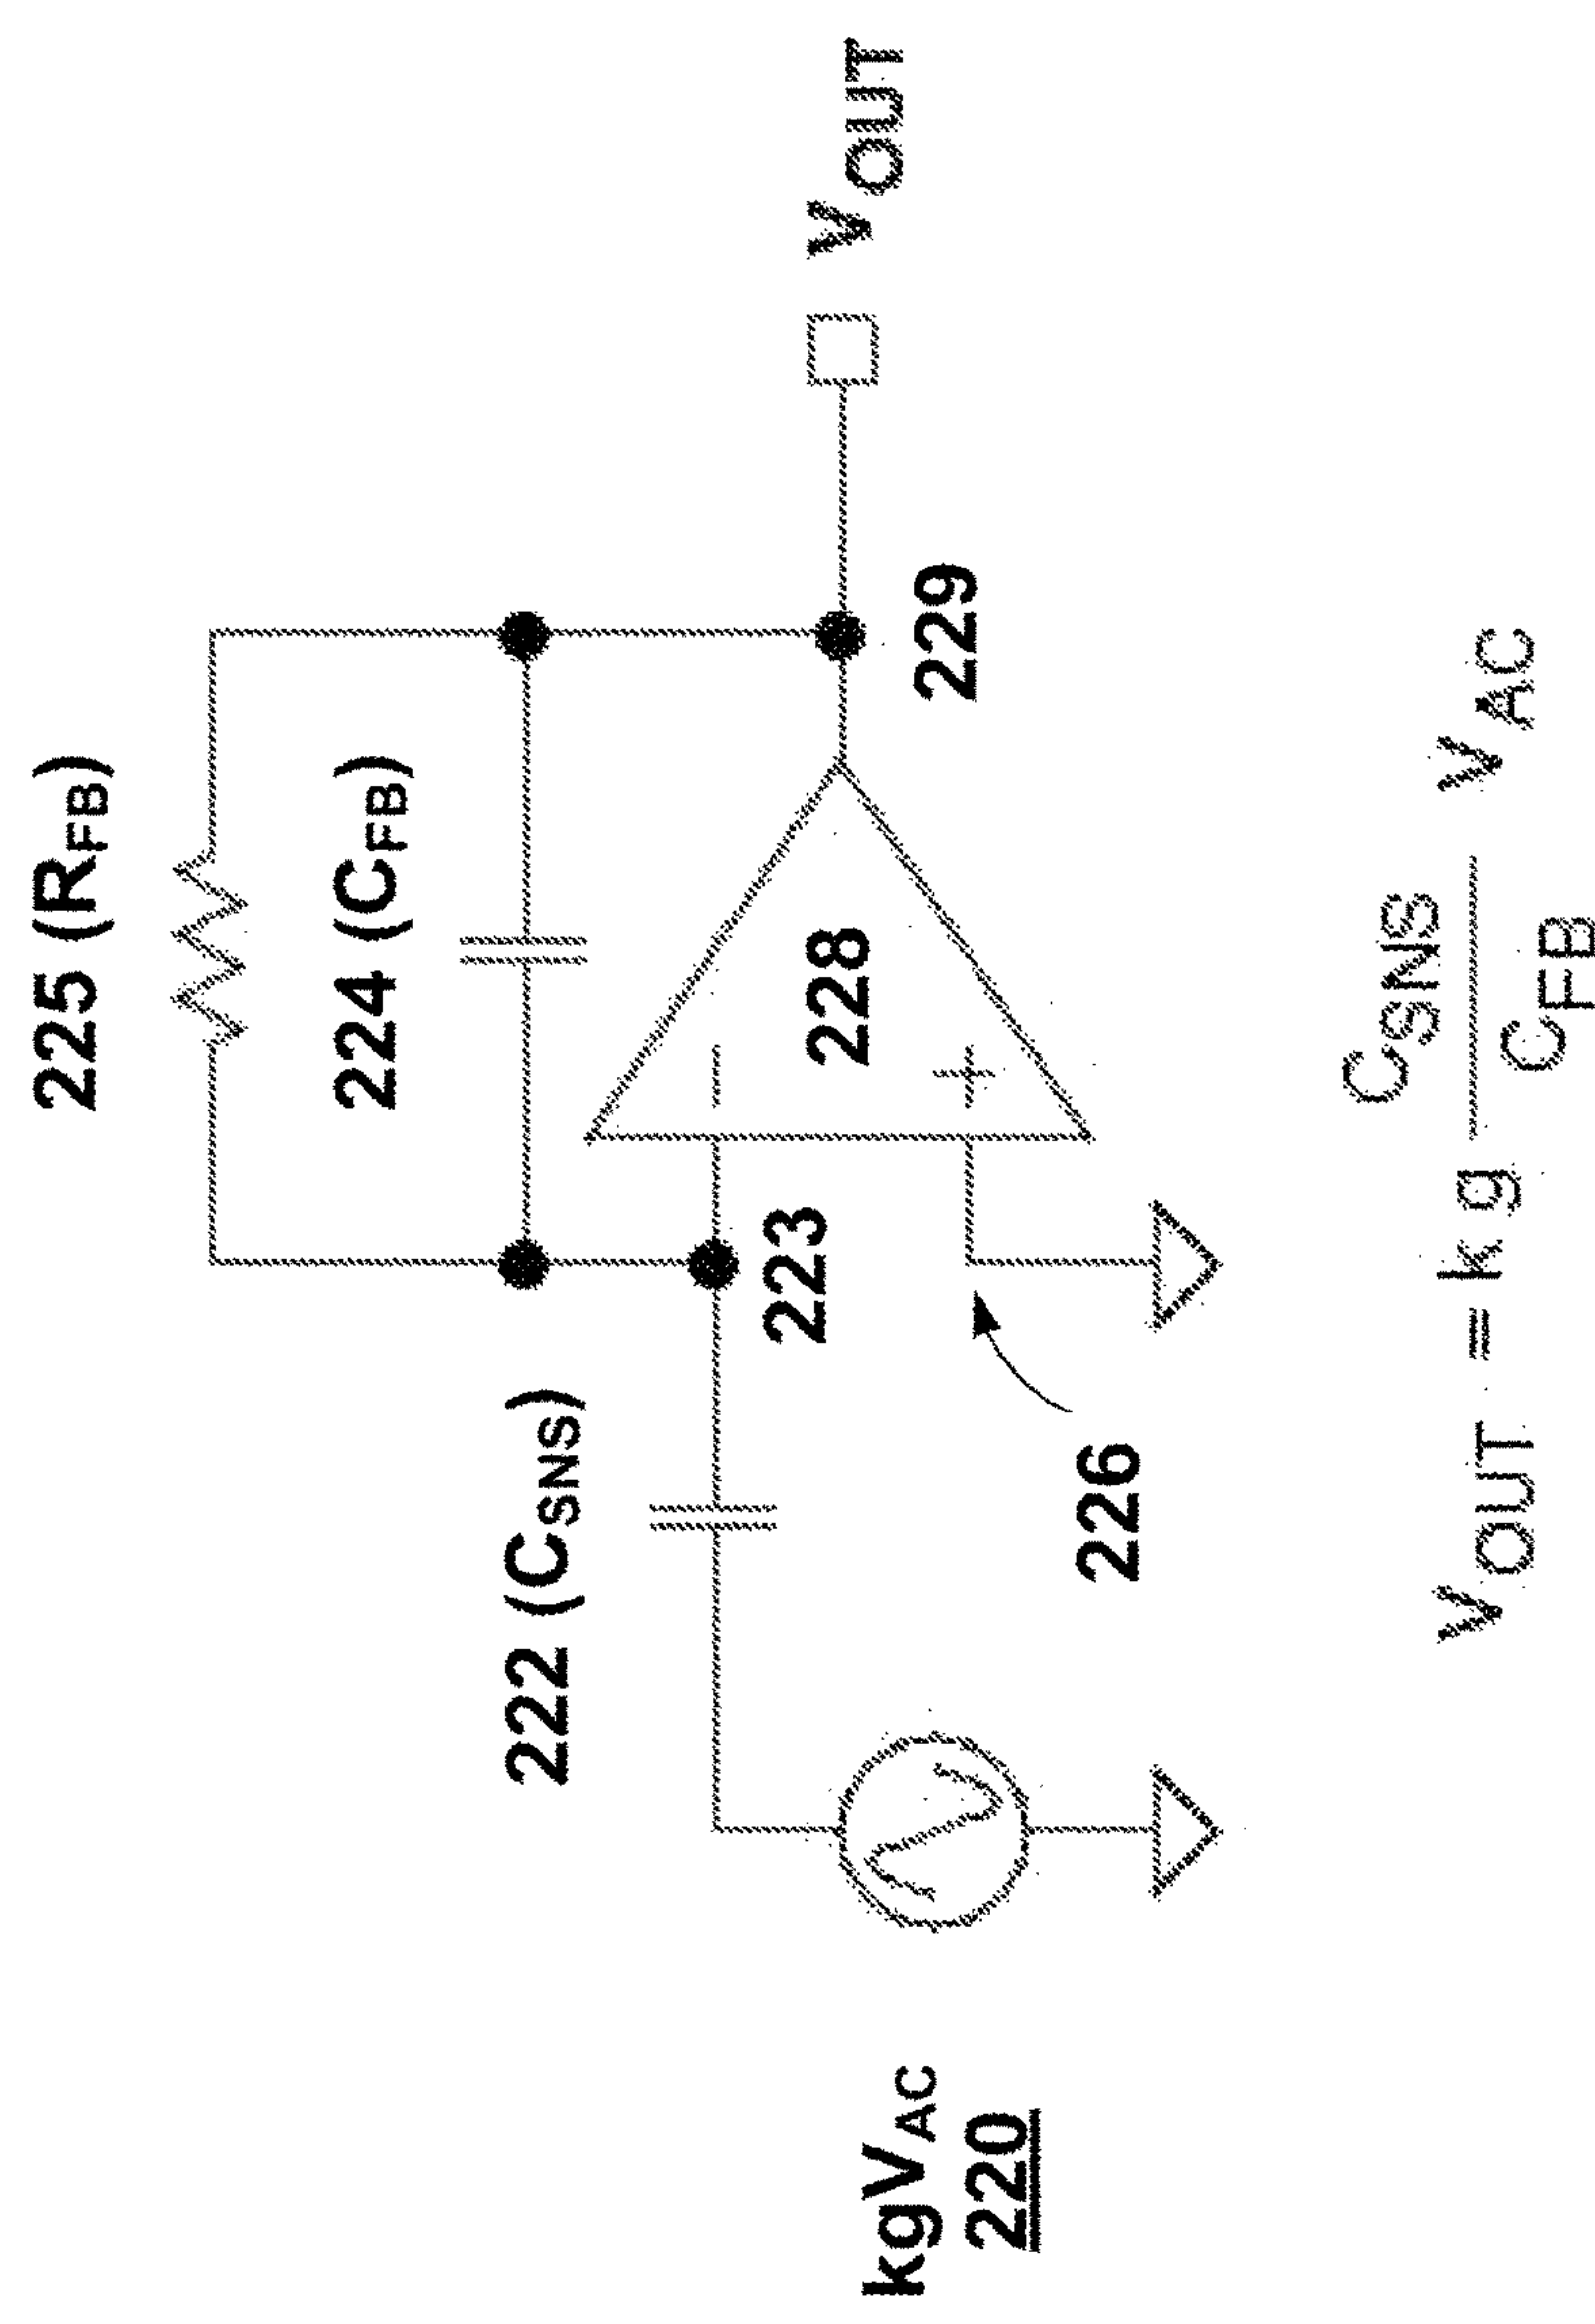 225 (RFB)
224 (CFB)
222 (CSNS)
−
228
+
223
226
229
VOUT
kgVAC
220
VOUT = k g CSNS / CFB VAC